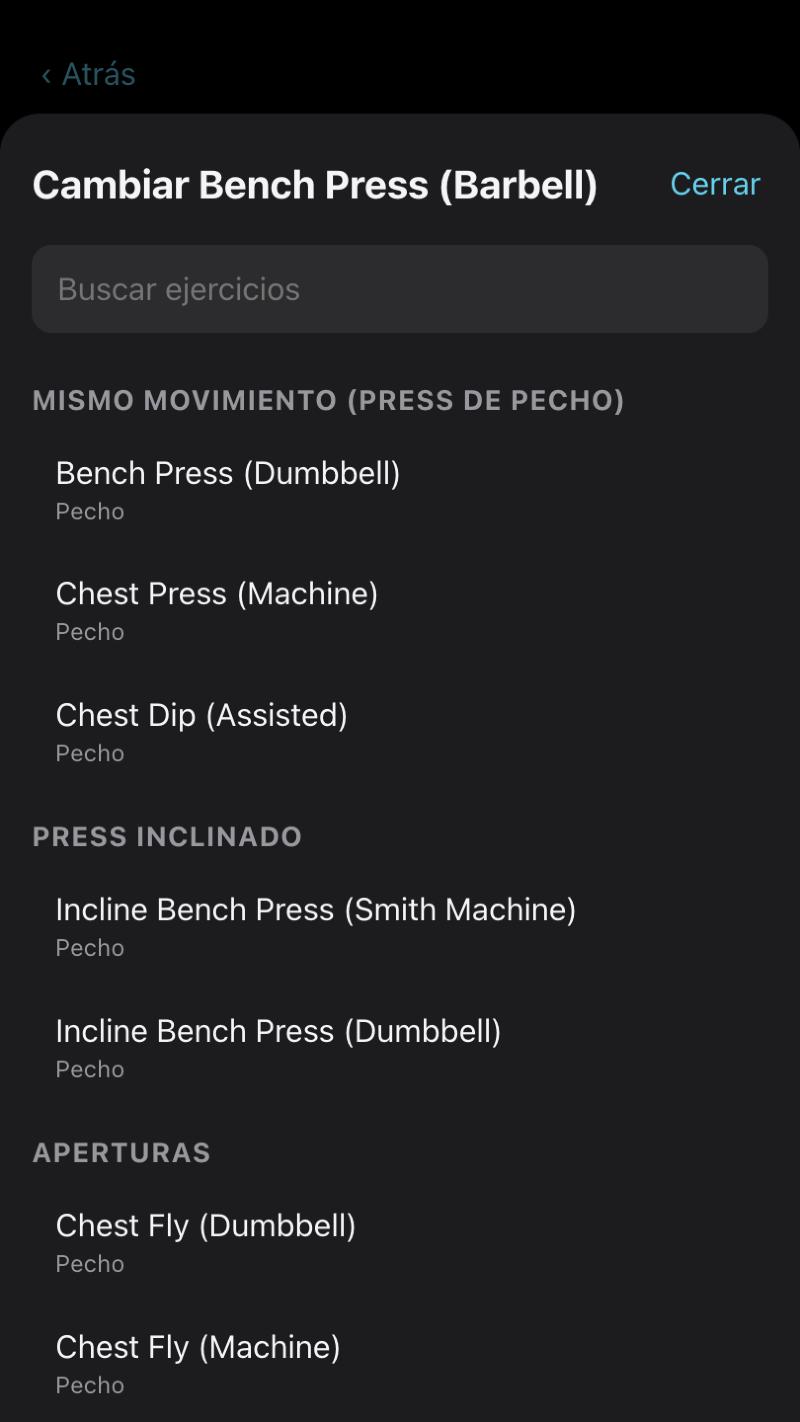 ‹ Atrás
Cambiar Bench Press (Barbell)
Cerrar
Buscar ejercicios
MISMO MOVIMIENTO (PRESS DE PECHO)
Bench Press (Dumbbell)
Pecho
Chest Press (Machine)
Pecho
Chest Dip (Assisted)
Pecho
PRESS INCLINADO
Incline Bench Press (Smith Machine)
Pecho
Incline Bench Press (Dumbbell)
Pecho
APERTURAS
Chest Fly (Dumbbell)
Pecho
Chest Fly (Machine)
Pecho